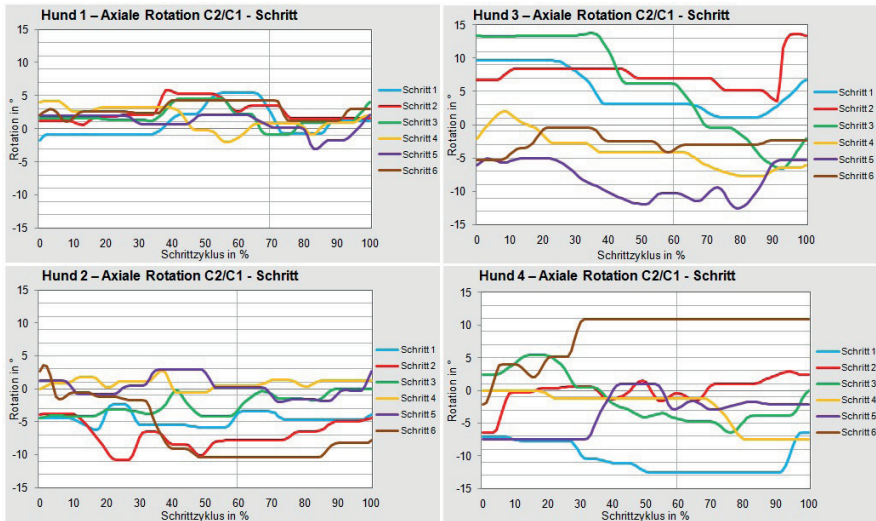 Hund 1 – Axiale Rotation C2/C1 - Schritt
15
10
5
0
-5
-10
-15
Rotation in °
0 10 20 30 40 50 60 70 80 90 100
Schrittzyklus in %
Schritt 1
Schritt 2
Schritt 3
Schritt 4
Schritt 5
Schritt 6
Hund 3 – Axiale Rotation C2/C1 - Schritt
15
10
5
0
-5
-10
-15
Rotation in °
0 10 20 30 40 50 60 70 80 90 100
Schrittzyklus in %
Schritt 1
Schritt 2
Schritt 3
Schritt 4
Schritt 5
Schritt 6
Hund 2 – Axiale Rotation C2/C1 - Schritt
15
10
5
0
-5
-10
-15
Rotation in °
0 10 20 30 40 50 60 70 80 90 100
Schrittzyklus in %
Schritt 1
Schritt 2
Schritt 3
Schritt 4
Schritt 5
Schritt 6
Hund 4 – Axiale Rotation C2/C1 - Schritt
15
10
5
0
-5
-10
-15
Rotation in °
0 10 20 30 40 50 60 70 80 90 100
Schrittzyklus in %
Schritt 1
Schritt 2
Schritt 3
Schritt 4
Schritt 5
Schritt 6